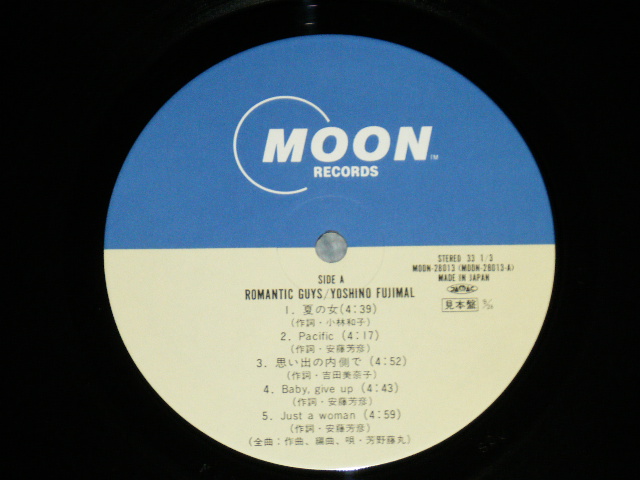 MOON™
RECORDS
STEREO 33 1/3
MOON-28013 (MOON-28013-A)
MADE IN JAPAN
SIDE A
見本盤
ROMANTIC GUYS/YOSHINO FUJIMAL
1. 夏の女(4:39)
(作詞・小林和子)
2. Pacific (4:17)
(作詞・安藤芳彦)
3. 思い出の内側で (4:52)
(作詞・吉田美奈子)
4. Baby, give up (4:43)
(作詞・安藤芳彦)
5. Just a woman (4:59)
(作詞・安藤芳彦)
(全曲：作曲、編曲、唄・芳野藤丸)